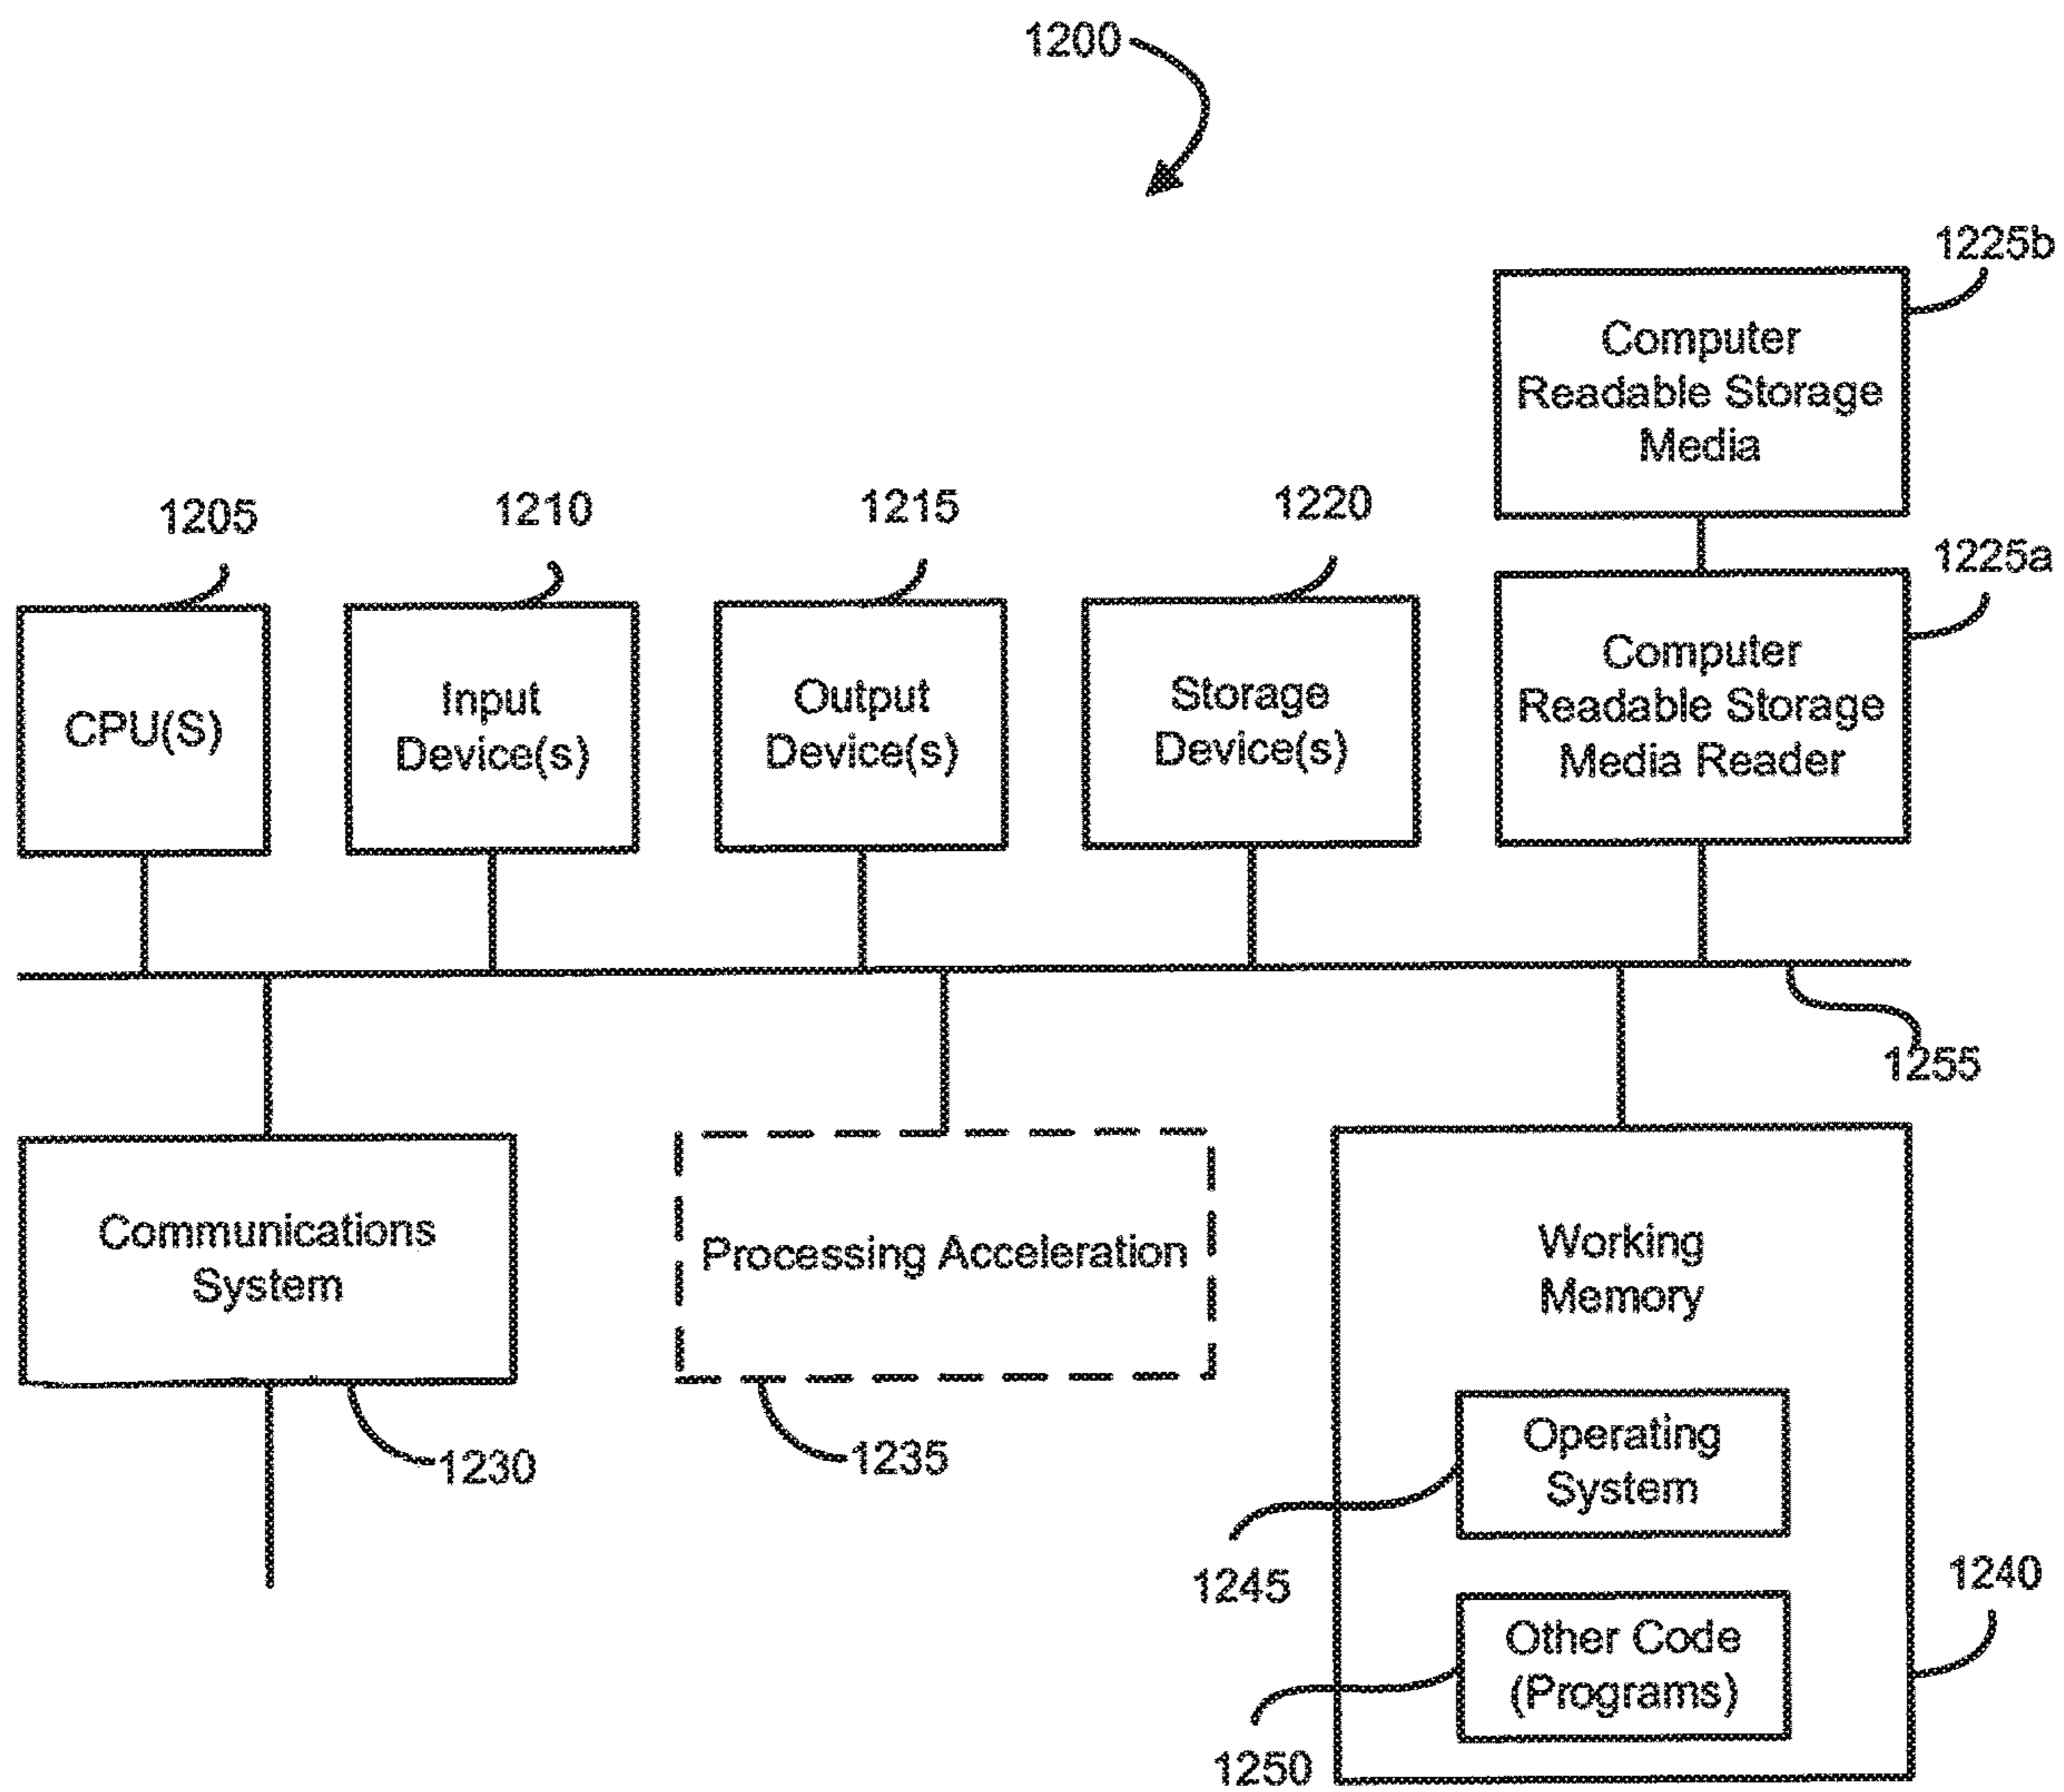 1200
1225b
Computer
Readable Storage
Media
1205
1210
1215
1220
1225a
CPU(S)
Input
Device(s)
Output
Device(s)
Storage
Device(s)
Computer
Readable Storage
Media Reader
1255
Communications
System
Processing Acceleration
Working
Memory
1230
1235
Operating
System
1245
1240
Other Code
(Programs)
1250